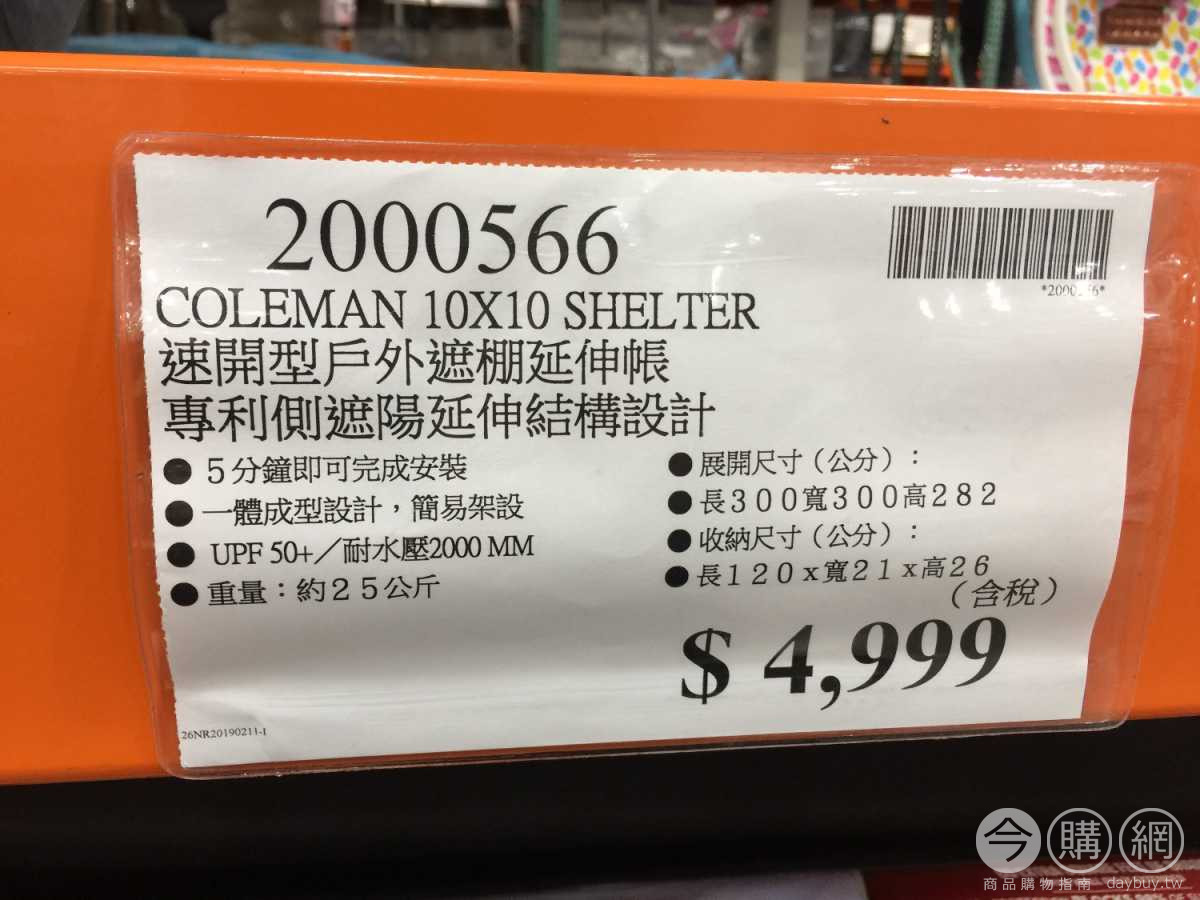 2000566
COLEMAN 10X10 SHELTER
速開型戶外遮棚延伸帳
專利側遮陽延伸結構設計
● 5分鐘即可完成安裝
● 一體成型設計，簡易架設
● UPF 50+／耐水壓2000 MM
● 重量：約25公斤
● 展開尺寸（公分）：
● 長300寬300高282
● 收納尺寸（公分）：
● 長120x寬21x高26
（含稅）
$ 4,999
26NR20190211-1
今購網
商品購物指南 daybuy.tw